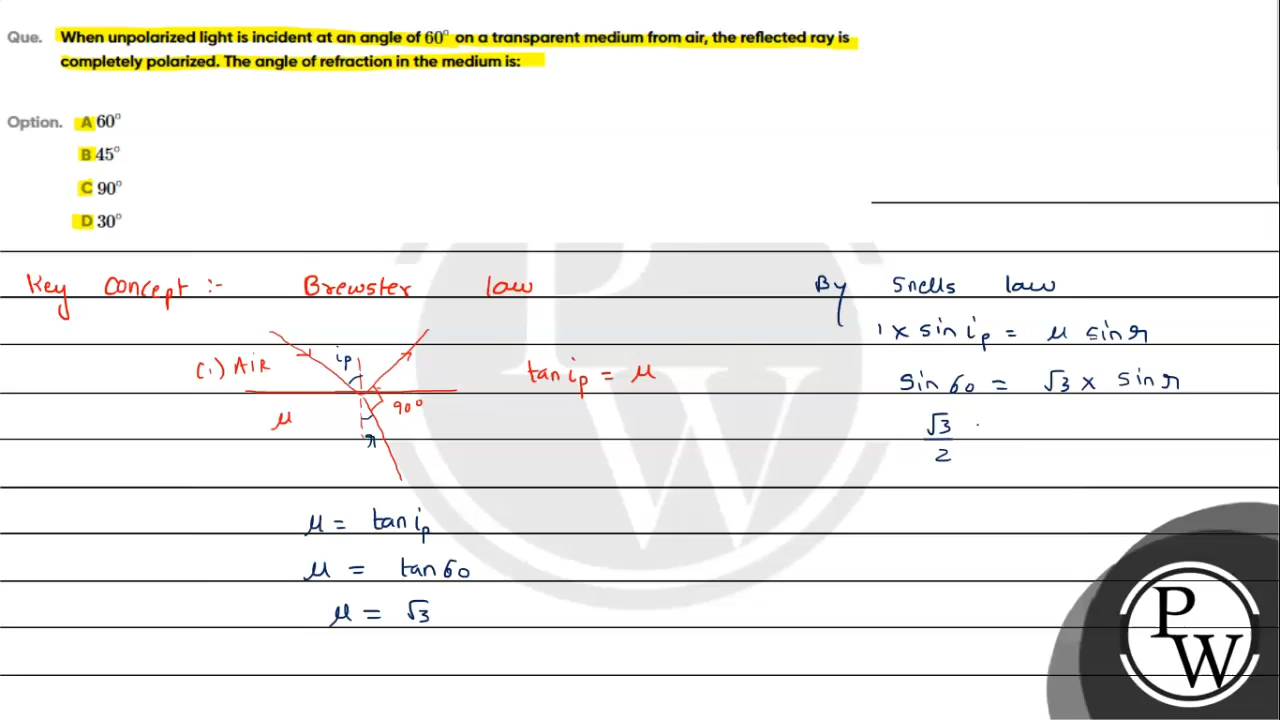 Que. When unpolarized light is incident at an angle of 60° on a transparent medium from air, the reflected ray is
completely polarized. The angle of refraction in the medium is:
Option. A 60°
B 45°
C 90°
D 30°
Key Concept :- Brewster law
(1) AIR
ip
90°
μ
r
tan ip = μ
μ = tan ip
μ = tan 60
μ = √3
By Snells law
1 × sin ip = μ sin r
sin 60 = √3 × sin r
√3
2
P
W